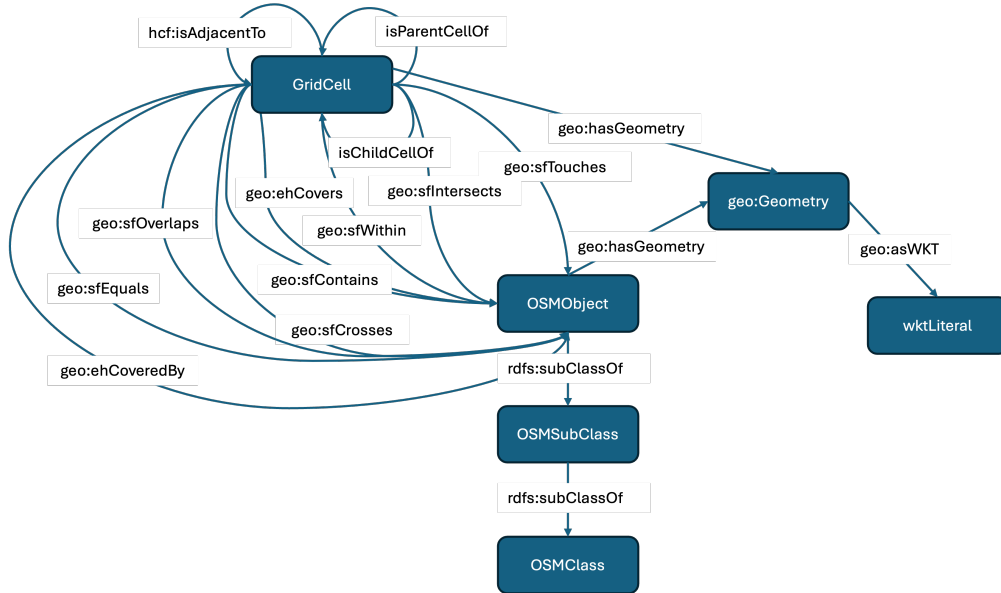 hcf:isAdjacentTo
isParentCellOf
GridCell
geo:hasGeometry
isChildCellOf
geo:sfTouches
geo:ehCovers
geo:sfIntersects
geo:Geometry
geo:sfOverlaps
geo:sfWithin
geo:hasGeometry
geo:asWKT
geo:sfContains
geo:sfEquals
OSMObject
geo:sfCrosses
wktLiteral
geo:ehCoveredBy
rdfs:subClassOf
OSMSubClass
rdfs:subClassOf
OSMClass